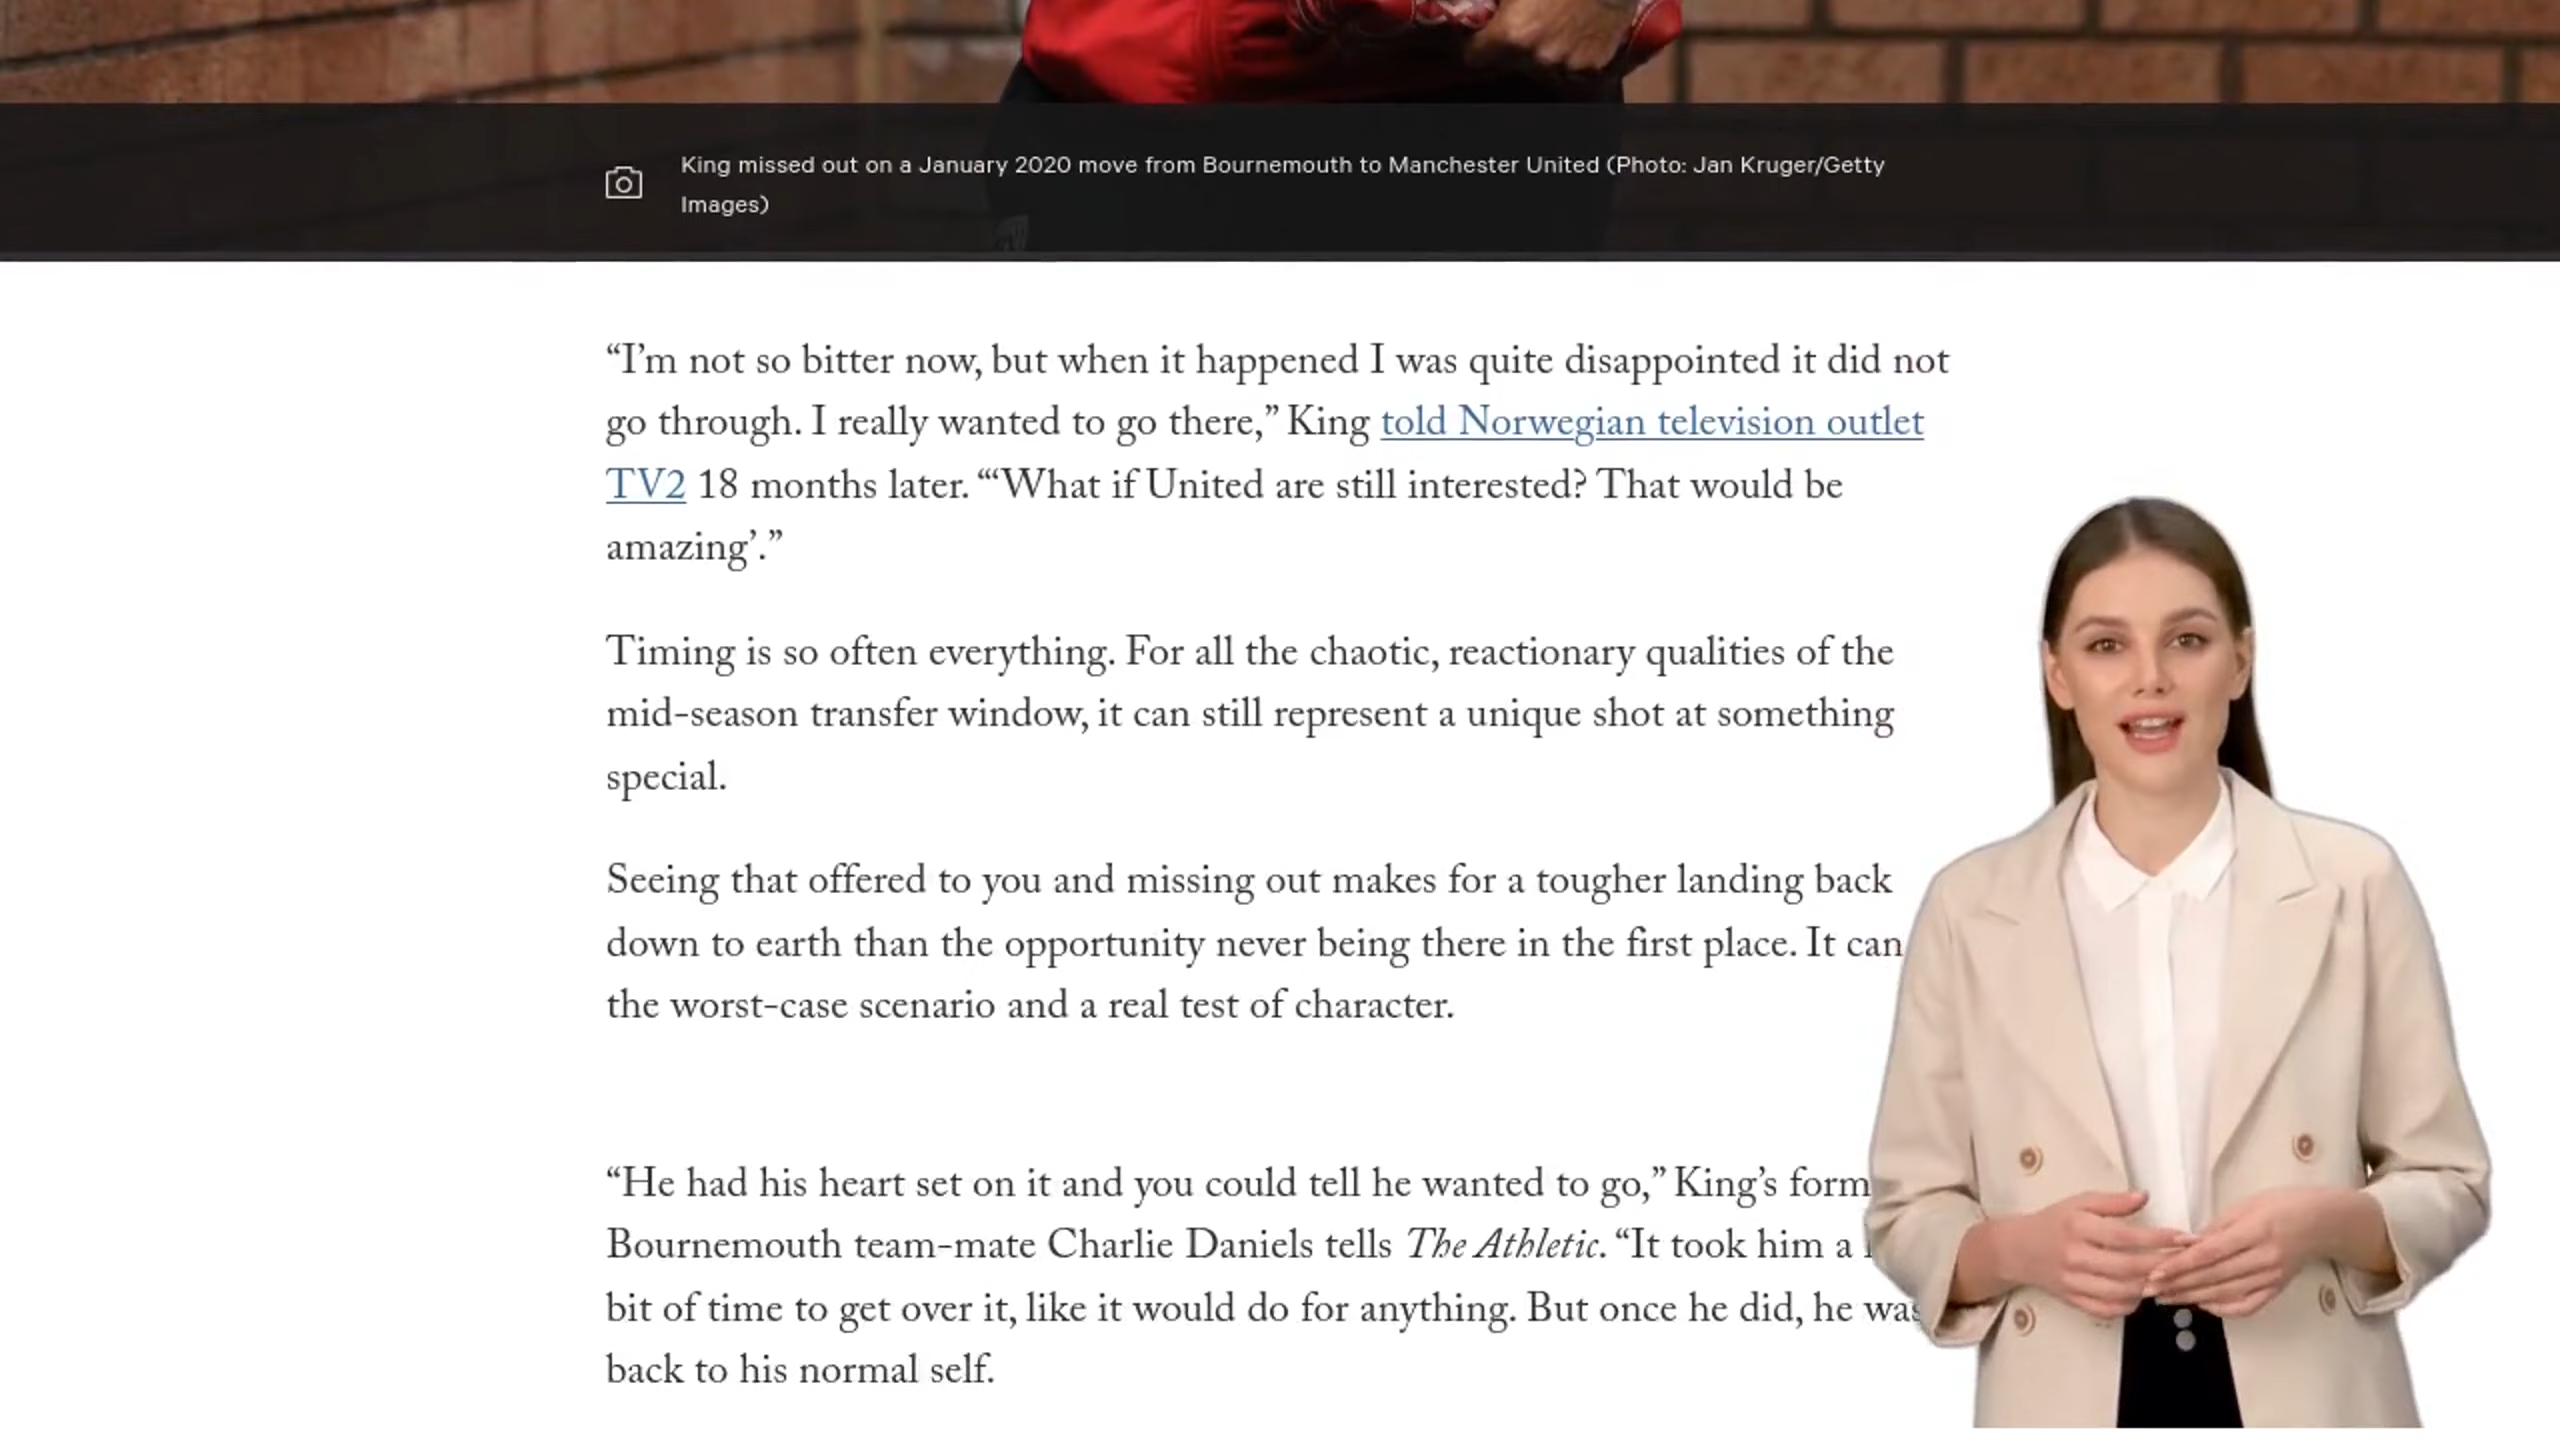 King missed out on a January 2020 move from Bournemouth to Manchester United (Photo: Jan Kruger/Getty
Images)
“I’m not so bitter now, but when it happened I was quite disappointed it did not
go through. I really wanted to go there,” King told Norwegian television outlet
TV2 18 months later. “‘What if United are still interested? That would be
amazing’.”
Timing is so often everything. For all the chaotic, reactionary qualities of the
mid-season transfer window, it can still represent a unique shot at something
special.
Seeing that offered to you and missing out makes for a tougher landing back
down to earth than the opportunity never being there in the first place. It can
the worst-case scenario and a real test of character.
“He had his heart set on it and you could tell he wanted to go,” King’s form
Bournemouth team-mate Charlie Daniels tells The Athletic. “It took him a
bit of time to get over it, like it would do for anything. But once he did, he was
back to his normal self.